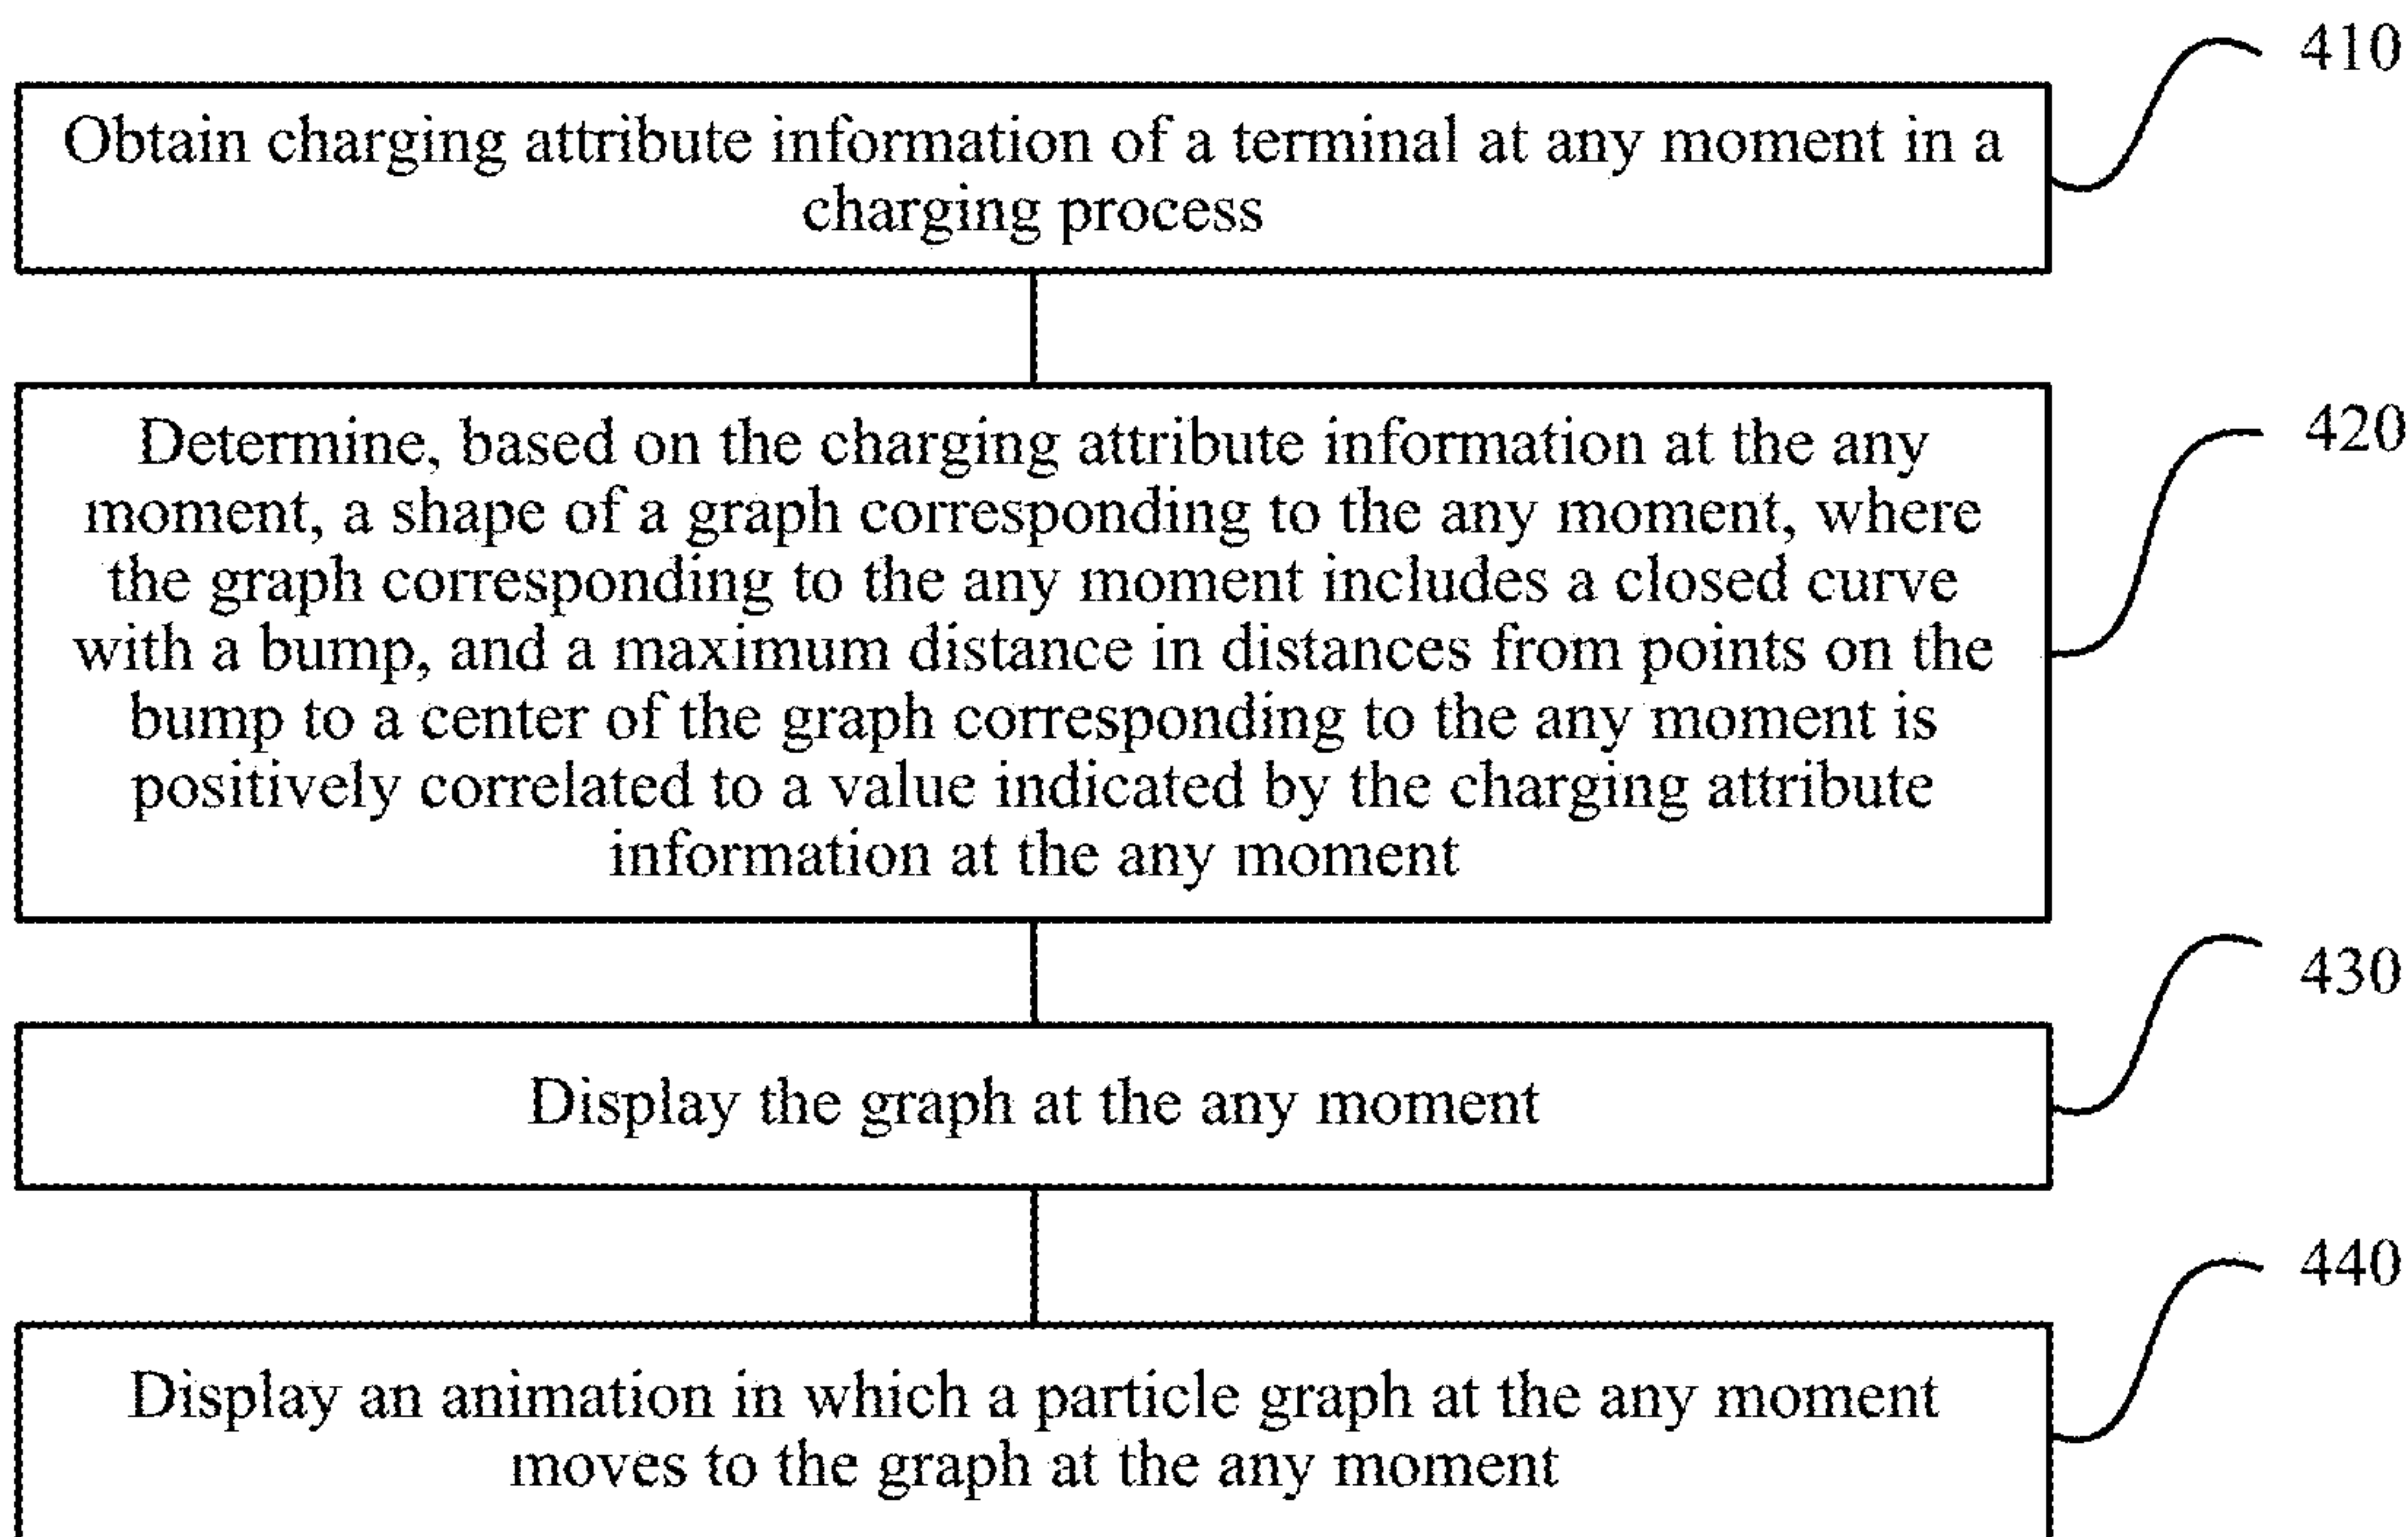 410
Obtain charging attribute information of a terminal at any moment in a
charging process
420
Determine, based on the charging attribute information at the any
moment, a shape of a graph corresponding to the any moment, where
the graph corresponding to the any moment includes a closed curve
with a bump, and a maximum distance in distances from points on the
bump to a center of the graph corresponding to the any moment is
positively correlated to a value indicated by the charging attribute
information at the any moment
430
Display the graph at the any moment
440
Display an animation in which a particle graph at the any moment
moves to the graph at the any moment